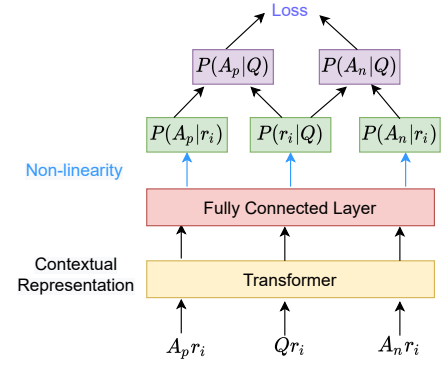 Loss
P(A_p|Q) P(A_n|Q)
P(A_p|r_i) P(r_i|Q) P(A_n|r_i)
Non-linearity
Fully Connected Layer
Contextual
Representation
Transformer
A_p r_i Q r_i A_n r_i